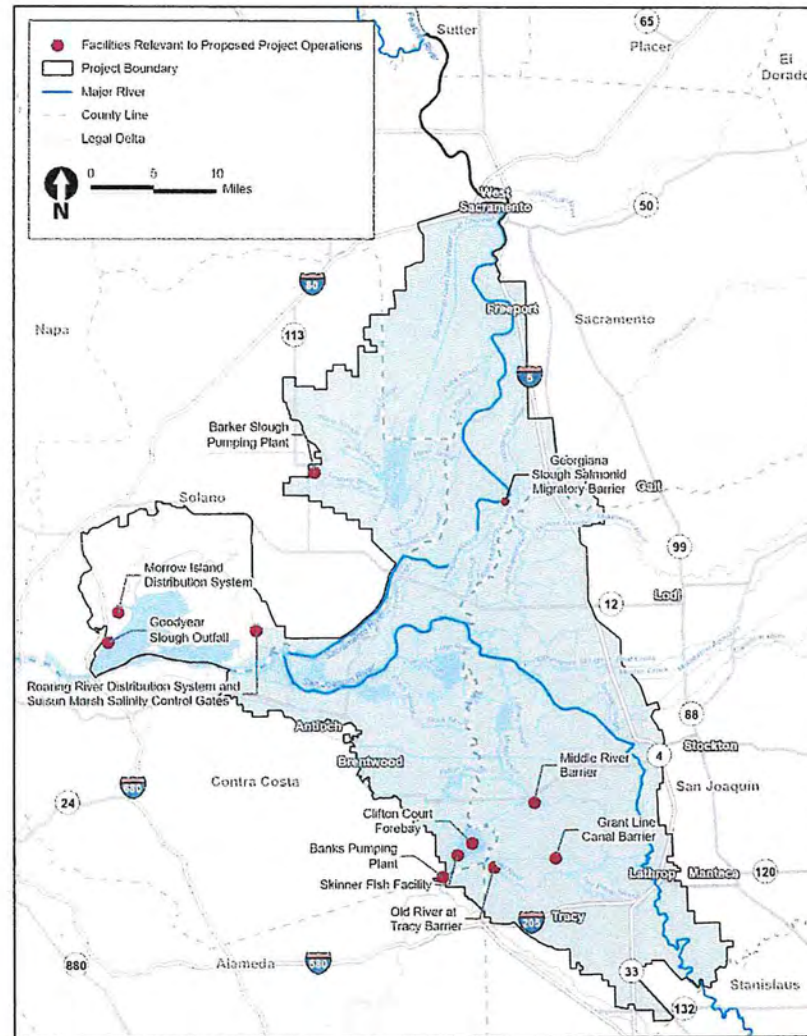 Facilities Relevant to Proposed Project Operations
Project Boundary
Major River
County Line
Legal Delta
0 5 10
Miles
N
Sutter
65
Placer
El
Dorado
West
Sacramento
50
80
Freeport
Napa
113
Sacramento
5
Barker Slough
Pumping Plant
Georgiana
Slough Salmonid
Migratory Barrier
Galt
Solano
99
Morrow Island
Distribution System
12
Lodi
Goodyear
Slough Outfall
Roaring River Distribution System and
Suisun Marsh Salinity Control Gates
88
Antioch
4
Stockton
Brentwood
Middle River
Barrier
680
Contra Costa
San Joaquin
24
Clifton Court
Forebay
Grant Line
Canal Barrier
Banks Pumping
Plant
Lathrop
Manteca
120
Skinner Fish Facility
Old River at
Tracy Barrier
205
Tracy
880
Alameda
580
33
Stanislaus
132